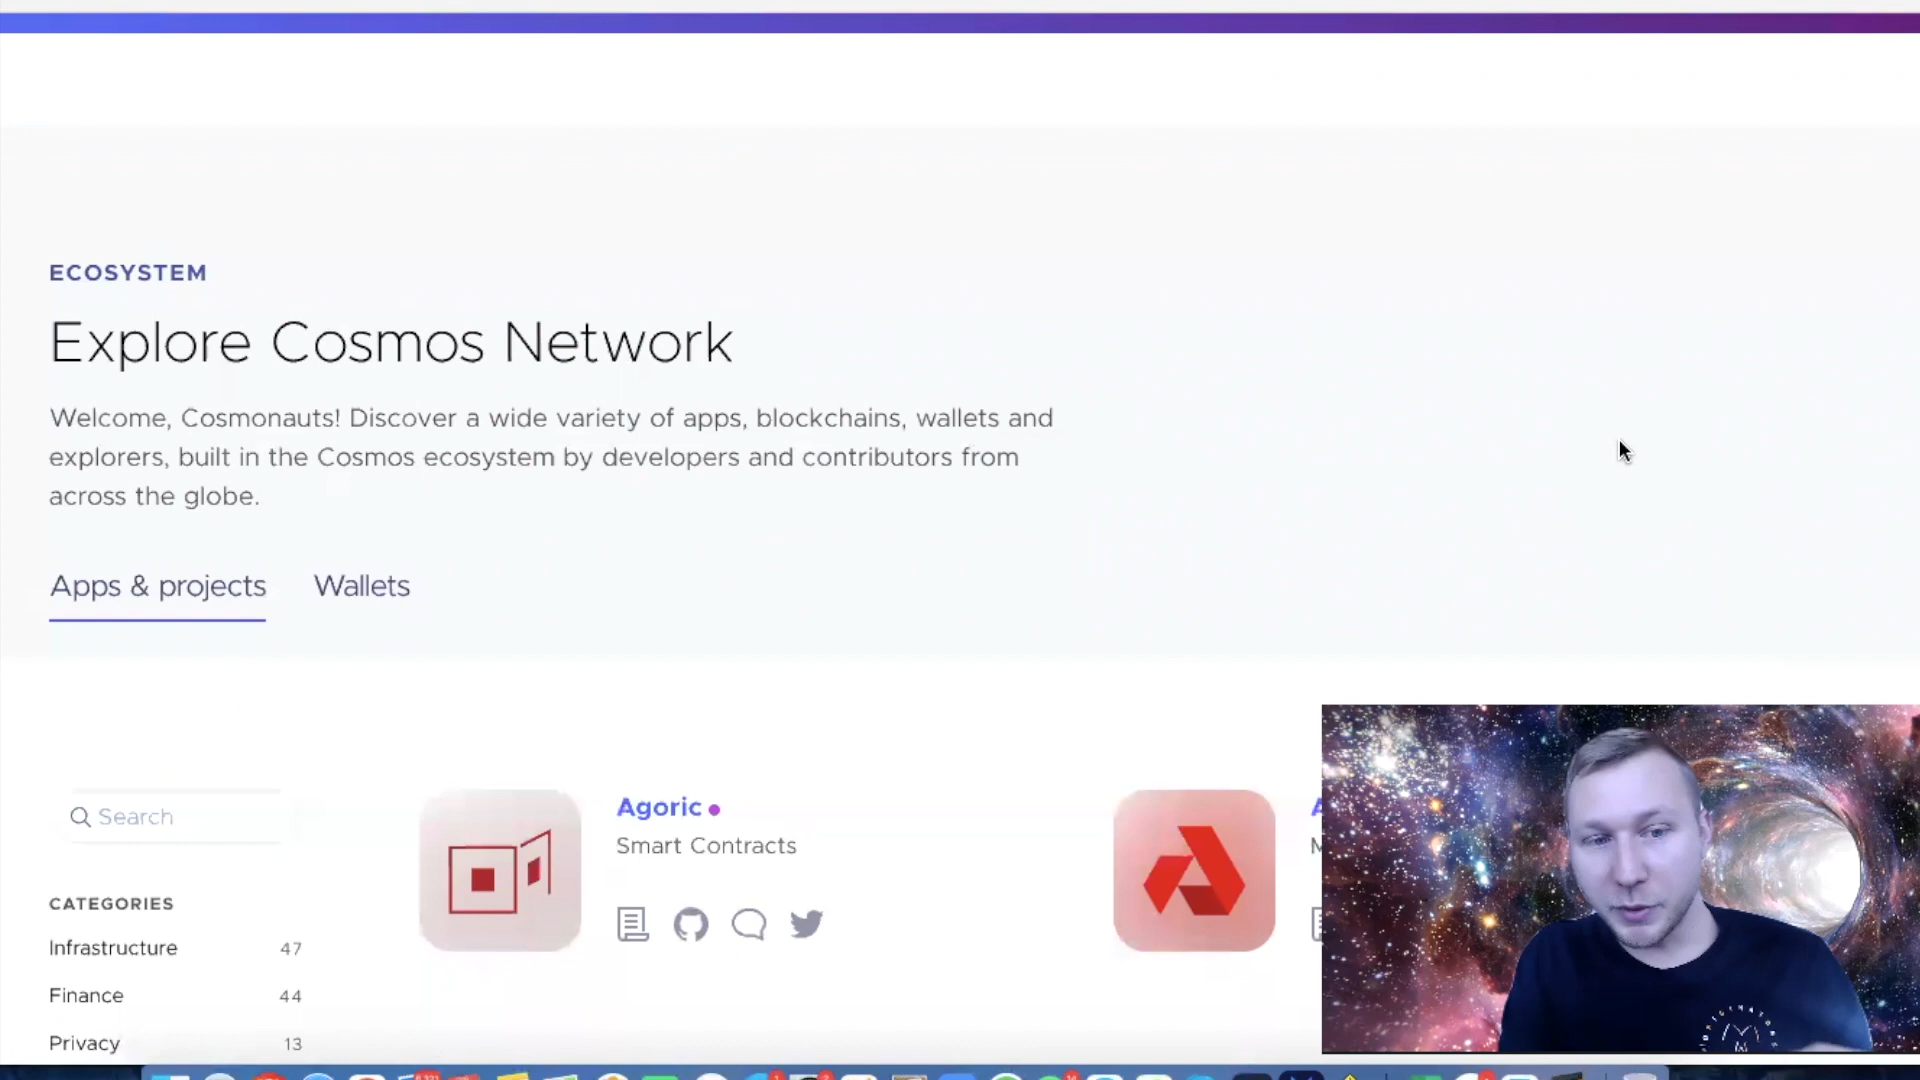 ECOSYSTEM
Explore Cosmos Network
Welcome, Cosmonauts! Discover a wide variety of apps, blockchains, wallets and
explorers, built in the Cosmos ecosystem by developers and contributors from
across the globe.
Apps & projects Wallets
Search
Agoric
Smart Contracts
CATEGORIES
Infrastructure 47
Finance 44
Privacy 13